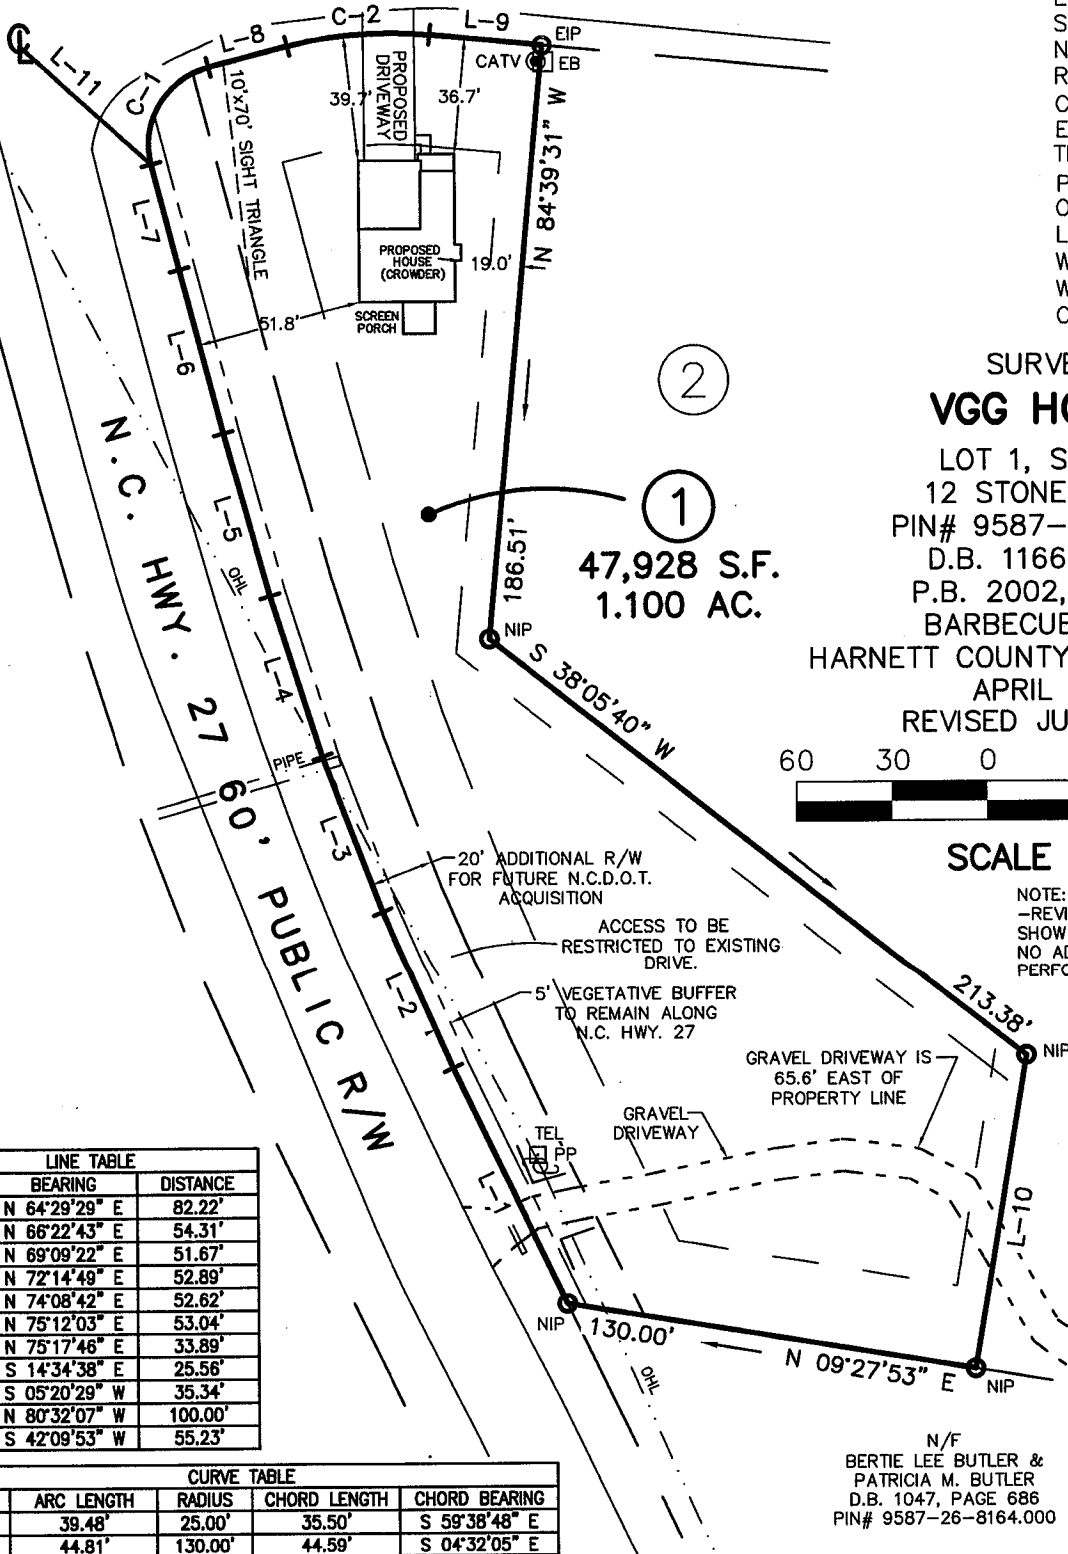 C-2
L-9
L-8
EIP
CATV
EB
L-11
C-1
39.7'
PROPOSED
DRIVEWAY
36.7'
N 84°39'31" W
10'x70' SIGHT TRIANGLE
L-7
PROPOSED
HOUSE
(CROWDER)
19.0'
51.8'
SCREEN
PORCH
L-6
2
SURVE
VGG HO
LOT 1, S
12 STONE
PIN# 9587-
D.B. 1166
P.B. 2002,
BARBECUE
HARNETT COUNTY
APRIL
REVISED JU
1
47,928 S.F.
1.100 AC.
L-5
186.51'
OHL
NIP
S 38°05'40" W
L-4
N.C. HWY. 27 60' PUBLIC R/W
PIPE
60 30 0
SCALE
L-3
20' ADDITIONAL R/W
FOR FUTURE N.C.D.O.T.
ACQUISITION
NOTE:
-REVI
SHOW
NO AD
PERFO
ACCESS TO BE
RESTRICTED TO EXISTING
DRIVE.
L-2
5' VEGETATIVE BUFFER
TO REMAIN ALONG
N.C. HWY. 27
213.38'
NIP
GRAVEL DRIVEWAY IS
65.6' EAST OF
PROPERTY LINE
GRAVEL
DRIVEWAY
TEL
PP
L-1
L-10
NIP
130.00'
N 09°27'53" E
NIP
OHL
LINE TABLE
BEARING DISTANCE
N 64°29'29" E 82.22'
N 66°22'43" E 54.31'
N 69°09'22" E 51.67'
N 72°14'49" E 52.89'
N 74°08'42" E 52.62'
N 75°12'03" E 53.04'
N 75°17'46" E 33.89'
S 14°34'38" E 25.56'
S 05°20'29" W 35.34'
N 80°32'07" W 100.00'
S 42°09'53" W 55.23'
N/F
BERTIE LEE BUTLER &
PATRICIA M. BUTLER
D.B. 1047, PAGE 686
PIN# 9587-26-8164.000
CURVE TABLE
ARC LENGTH RADIUS CHORD LENGTH CHORD BEARING
39.48' 25.00' 35.50' S 59°38'48" E
44.81' 130.00' 44.59' S 04°32'05" E